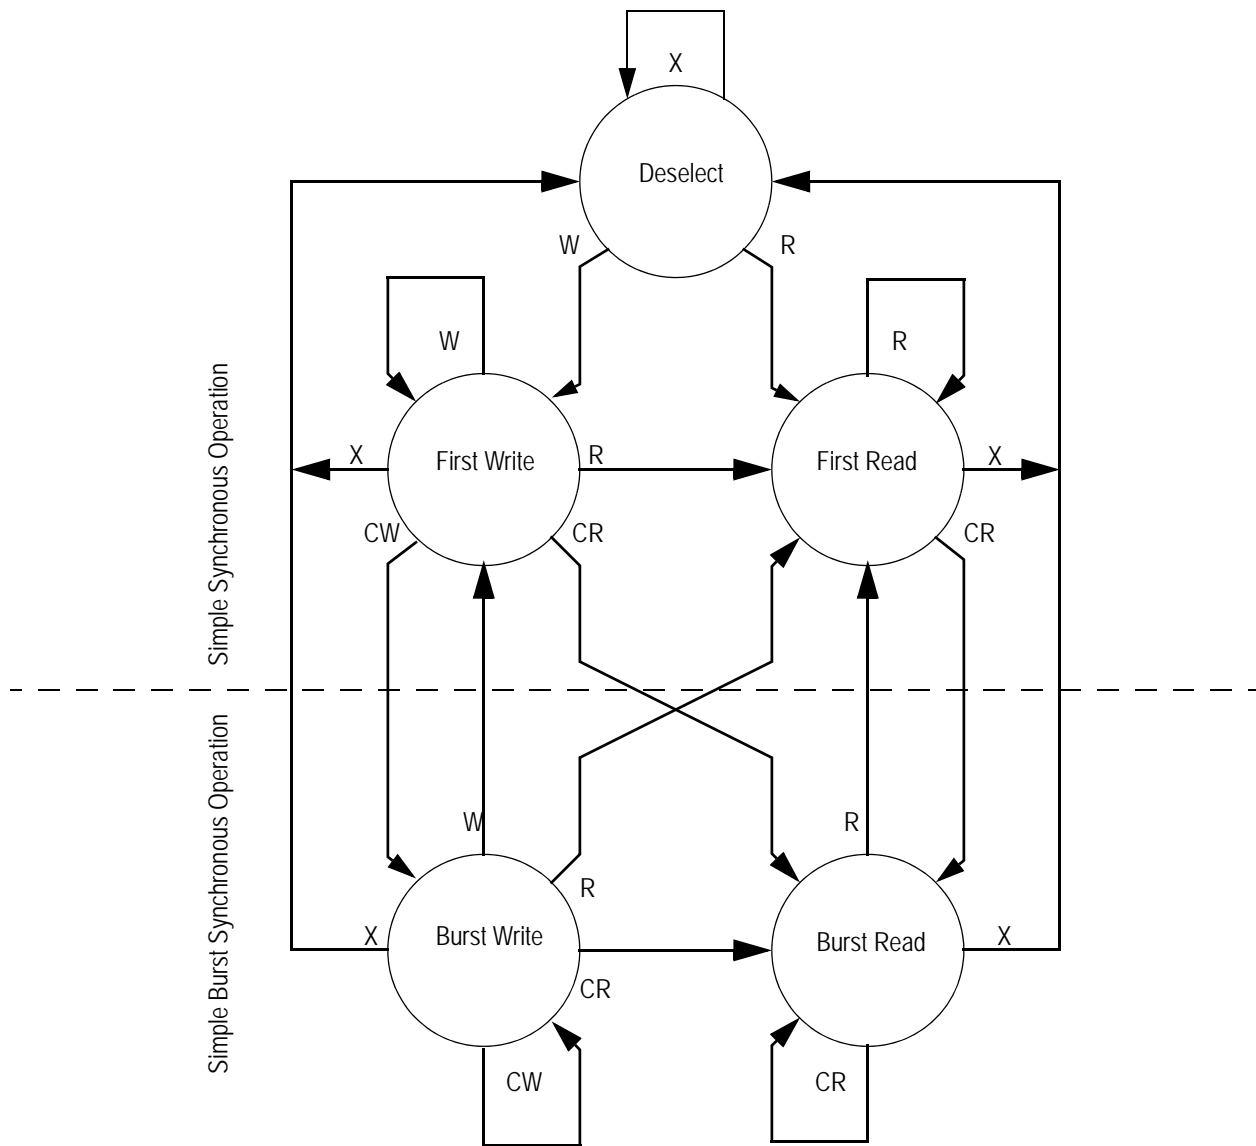 X
Deselect
W
R
W
R
Simple Synchronous Operation
X
First Write
R
First Read
X
CW
CR
CR
Simple Burst Synchronous Operation
W
R
R
X
Burst Write
Burst Read
X
CR
CW
CR